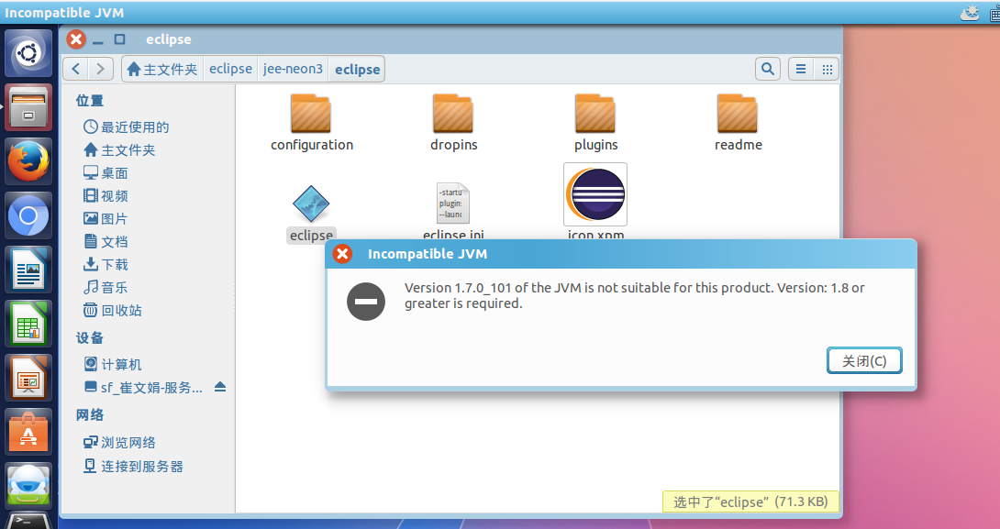 Incompatible JVM
eclipse
主文件夹 eclipse jee-neon3 eclipse
位置
最近使用的
主文件夹
桌面
视频
图片
文档
下载
音乐
回收站
设备
计算机
sf_崔文娟-服务...
网络
浏览网络
连接到服务器
configuration dropins plugins readme
-startu
plugin:
--laund
eclipse eclipse.ini icon.xpm
Incompatible JVM
Version 1.7.0_101 of the JVM is not suitable for this product. Version: 1.8 or
greater is required.
关闭(C)
选中了“eclipse” (71.3 KB)